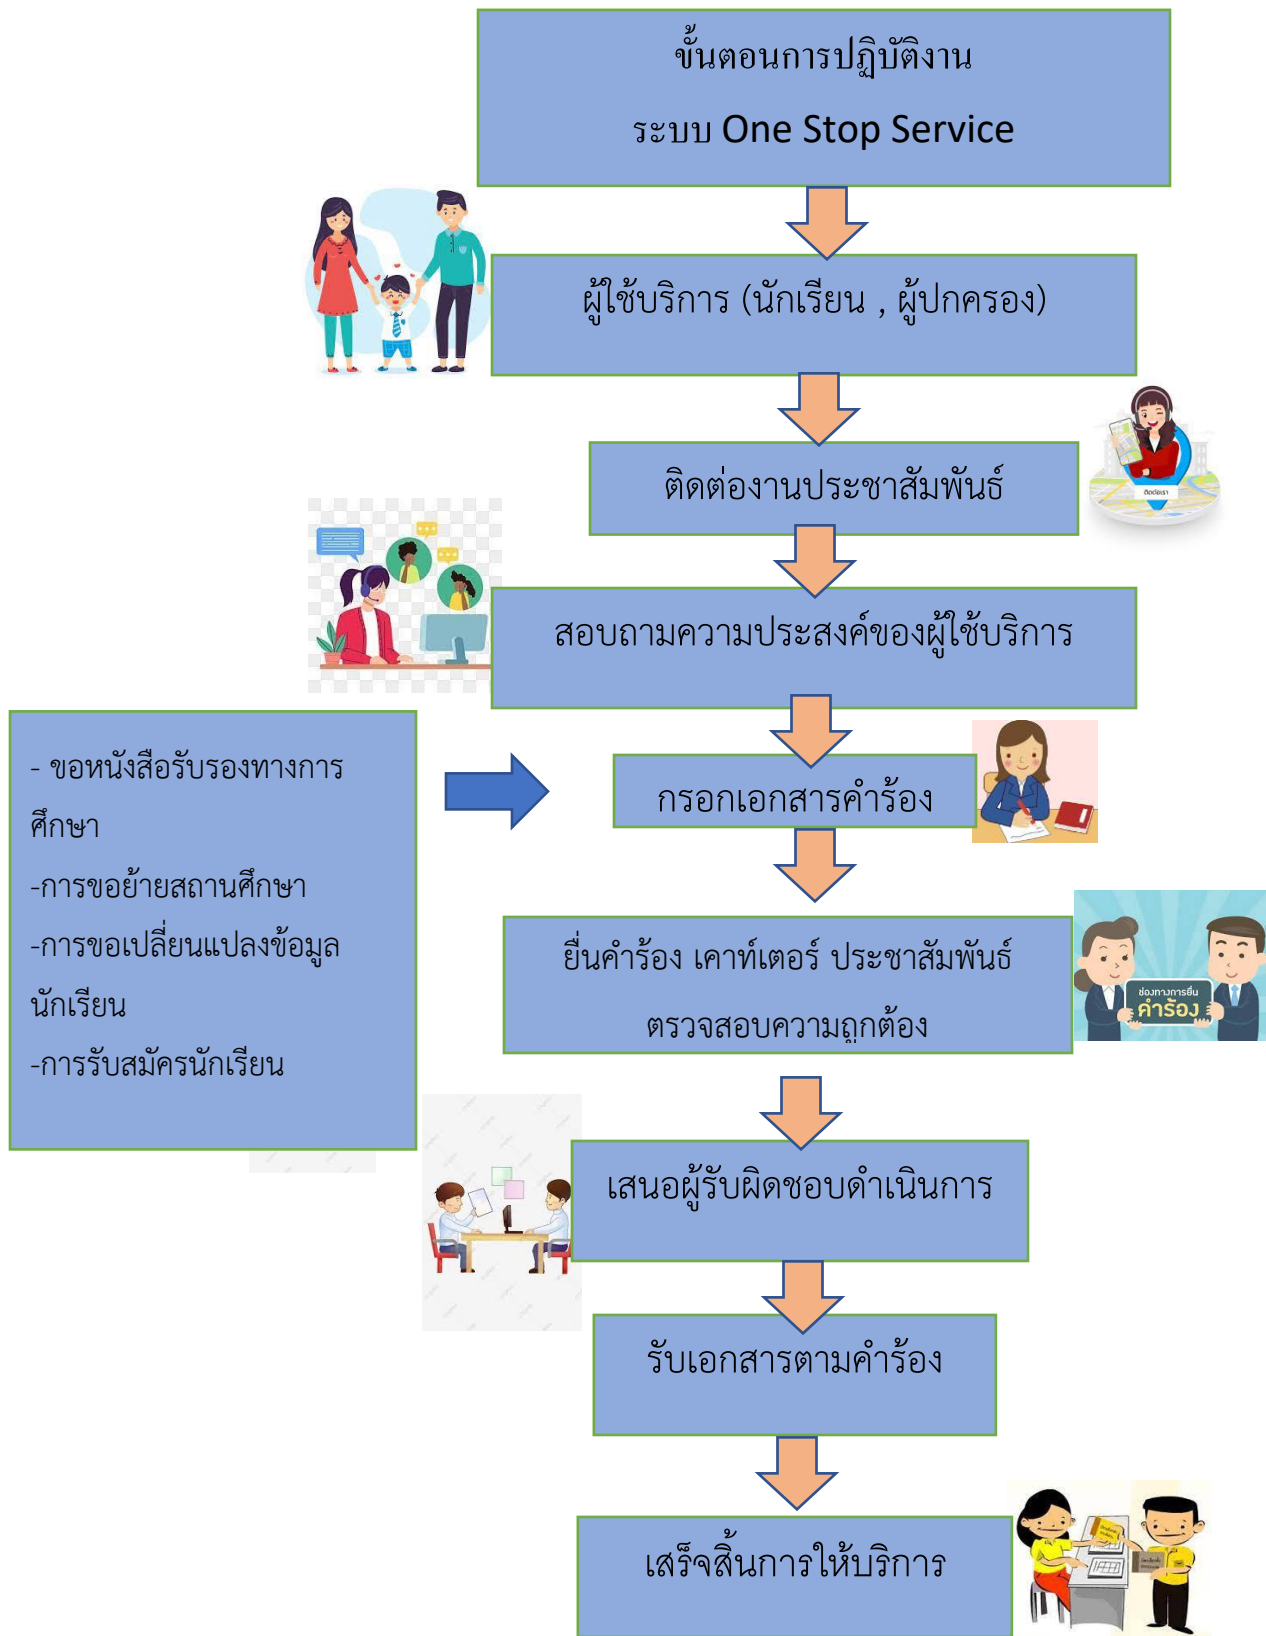 ขั้นตอนการปฏิบัติงาน
ระบบ One Stop Service
ผู้ใช้บริการ (นักเรียน , ผู้ปกครอง)
ติดต่องานประชาสัมพันธ์
ติดต่อเรา
สอบถามความประสงค์ของผู้ใช้บริการ
- ขอหนังสือรับรองทางการ
ศึกษา
-การขอย้ายสถานศึกษา
-การขอเปลี่ยนแปลงข้อมูล
นักเรียน
-การรับสมัครนักเรียน
กรอกเอกสารคำร้อง
ยื่นคำร้อง เคาท์เตอร์ ประชาสัมพันธ์
ตรวจสอบความถูกต้อง
ช่องทางการยื่น
คำร้อง
เสนอผู้รับผิดชอบดำเนินการ
รับเอกสารตามคำร้อง
เสร็จสิ้นการให้บริการ